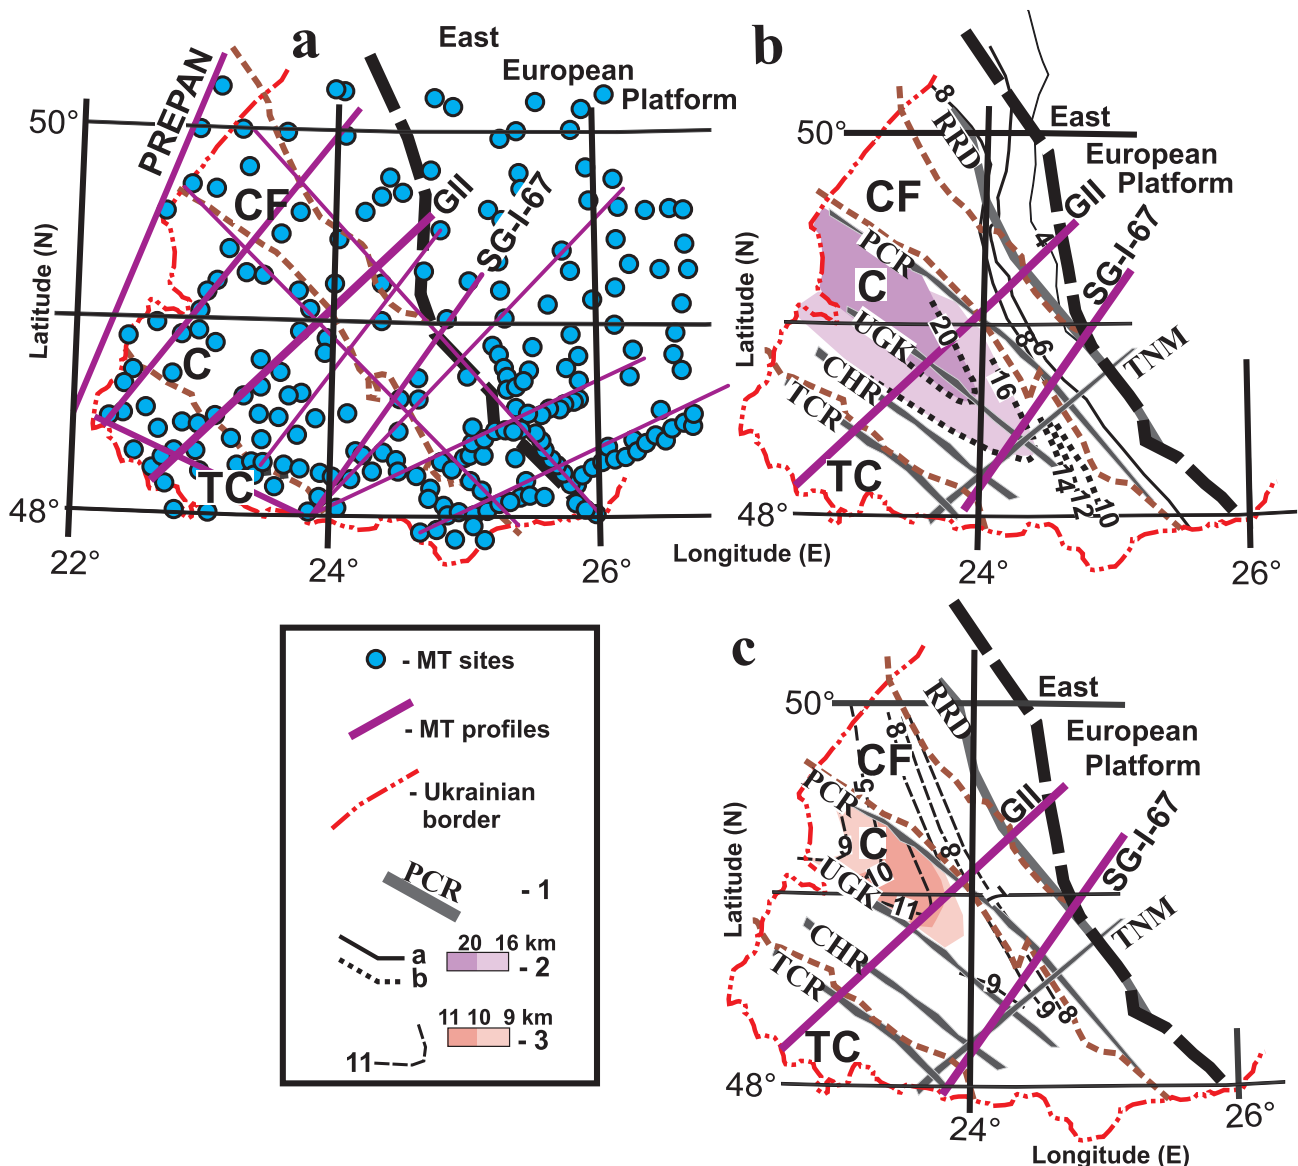 a
East
European
Platform
PREPAN
50°
CF
GII
SG-I-67
Latitude (N)
C
TC
48°
22°
24°
26°
Longitude (E)
b
8
RRD
East
50°
European
Platform
CF
GII
SG-I-67
PCR
4
C
Latitude (N)
20
UGK
8
6
TNM
CHR
16
TCR
TC
14
12
10
48°
24°
26°
- MT sites
- MT profiles
- Ukrainian
border
PCR
- 1
20 16 km
a
b
- 2
11 10 9 km
- 3
11
c
RRD
East
50°
European
Platform
8
CF
PCR
5
GII
SG-I-67
9
C
8
10
Latitude (N)
UGK
11
TNM
CHR
9
TCR
9
8
TC
48°
24°
26°
Longitude (E)